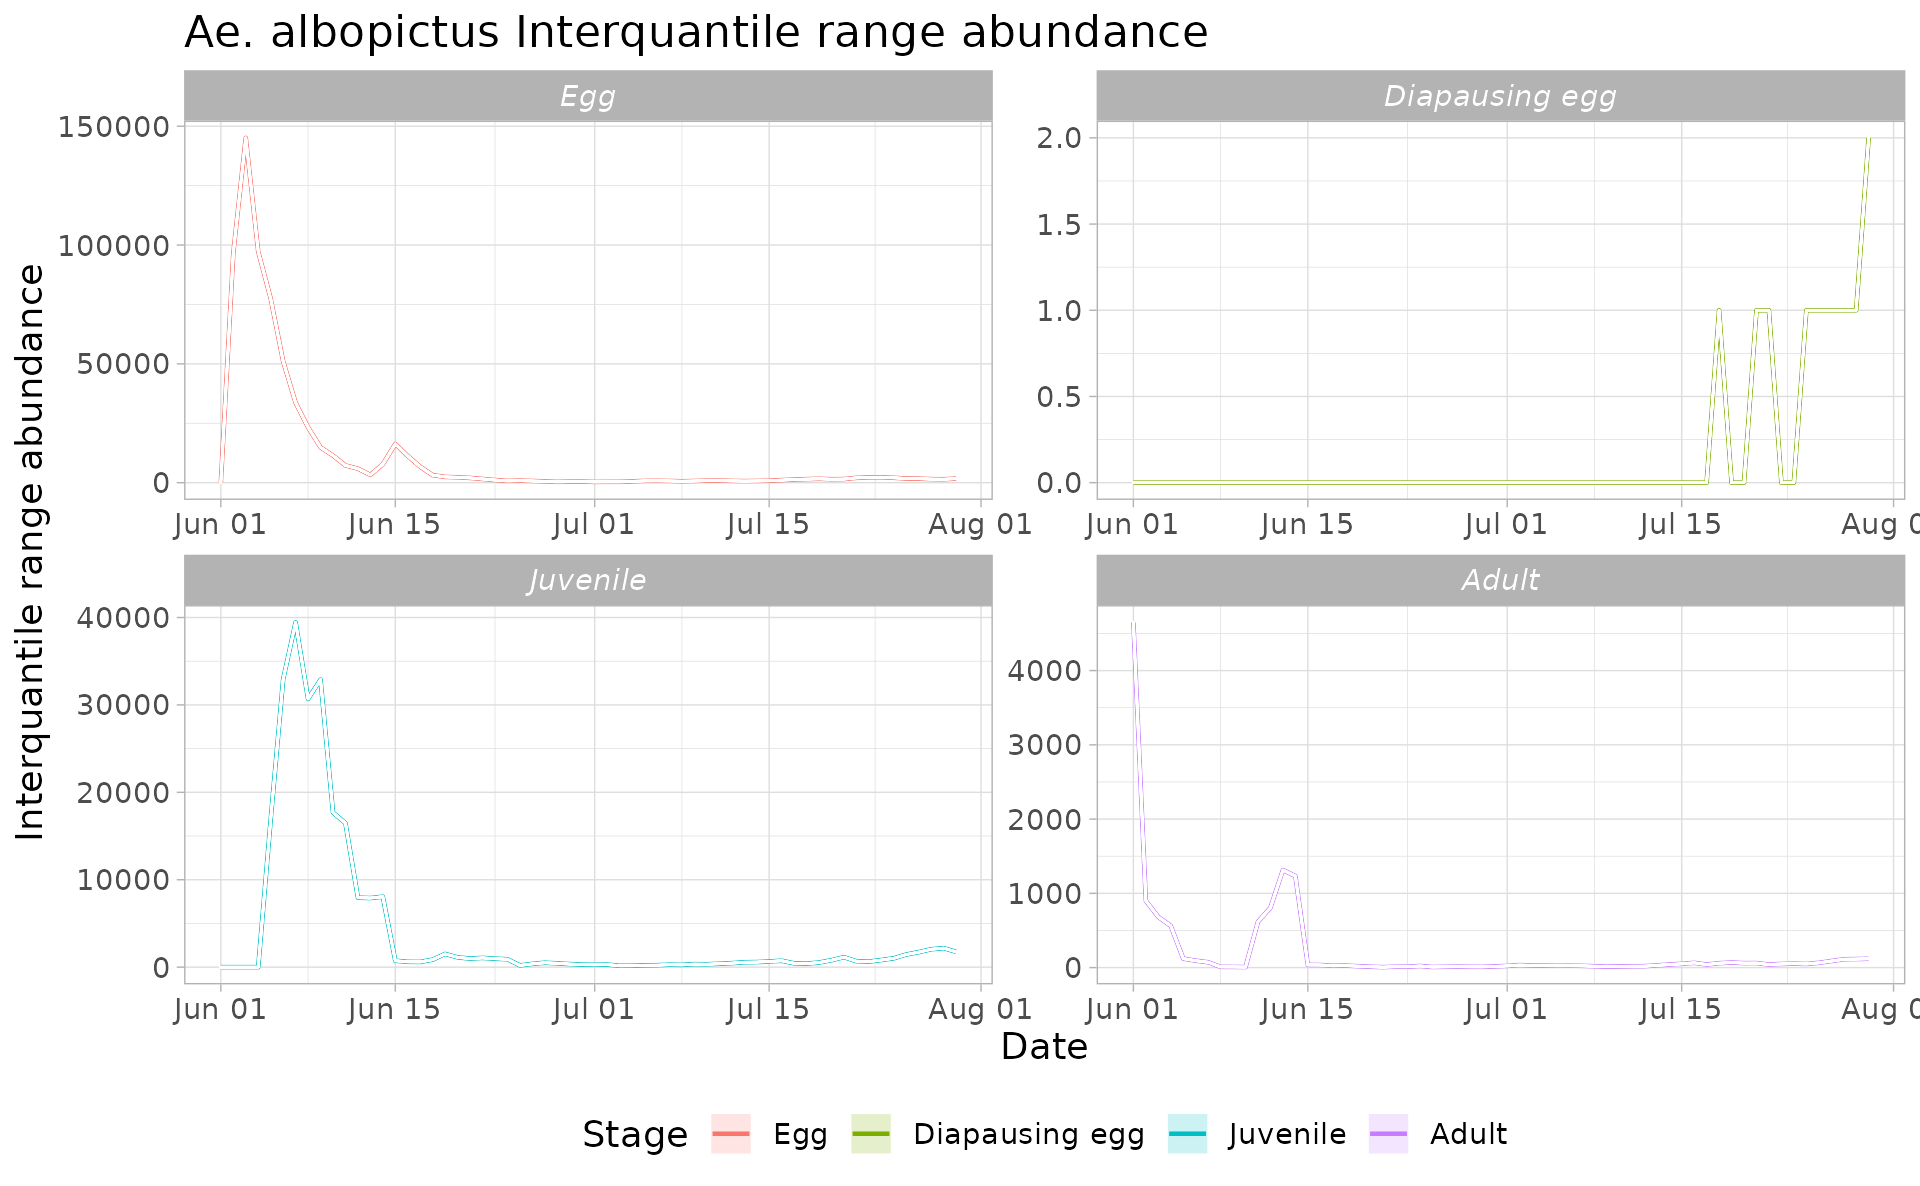 Ae. albopictus Interquantile range abundance
Egg
Diapausing egg
150000
100000
50000
0
2.0
1.5
1.0
0.5
0.0
Jun 01 Jun 15 Jul 01 Jul 15 Aug 01
Jun 01 Jun 15 Jul 01 Jul 15 Aug 0
Interquantile range abundance
Juvenile
Adult
40000
30000
20000
10000
0
4000
3000
2000
1000
0
Jun 01 Jun 15 Jul 01 Jul 15 Aug 01
Jun 01 Jun 15 Jul 01 Jul 15 Aug 0
Date
Stage Egg Diapausing egg Juvenile Adult